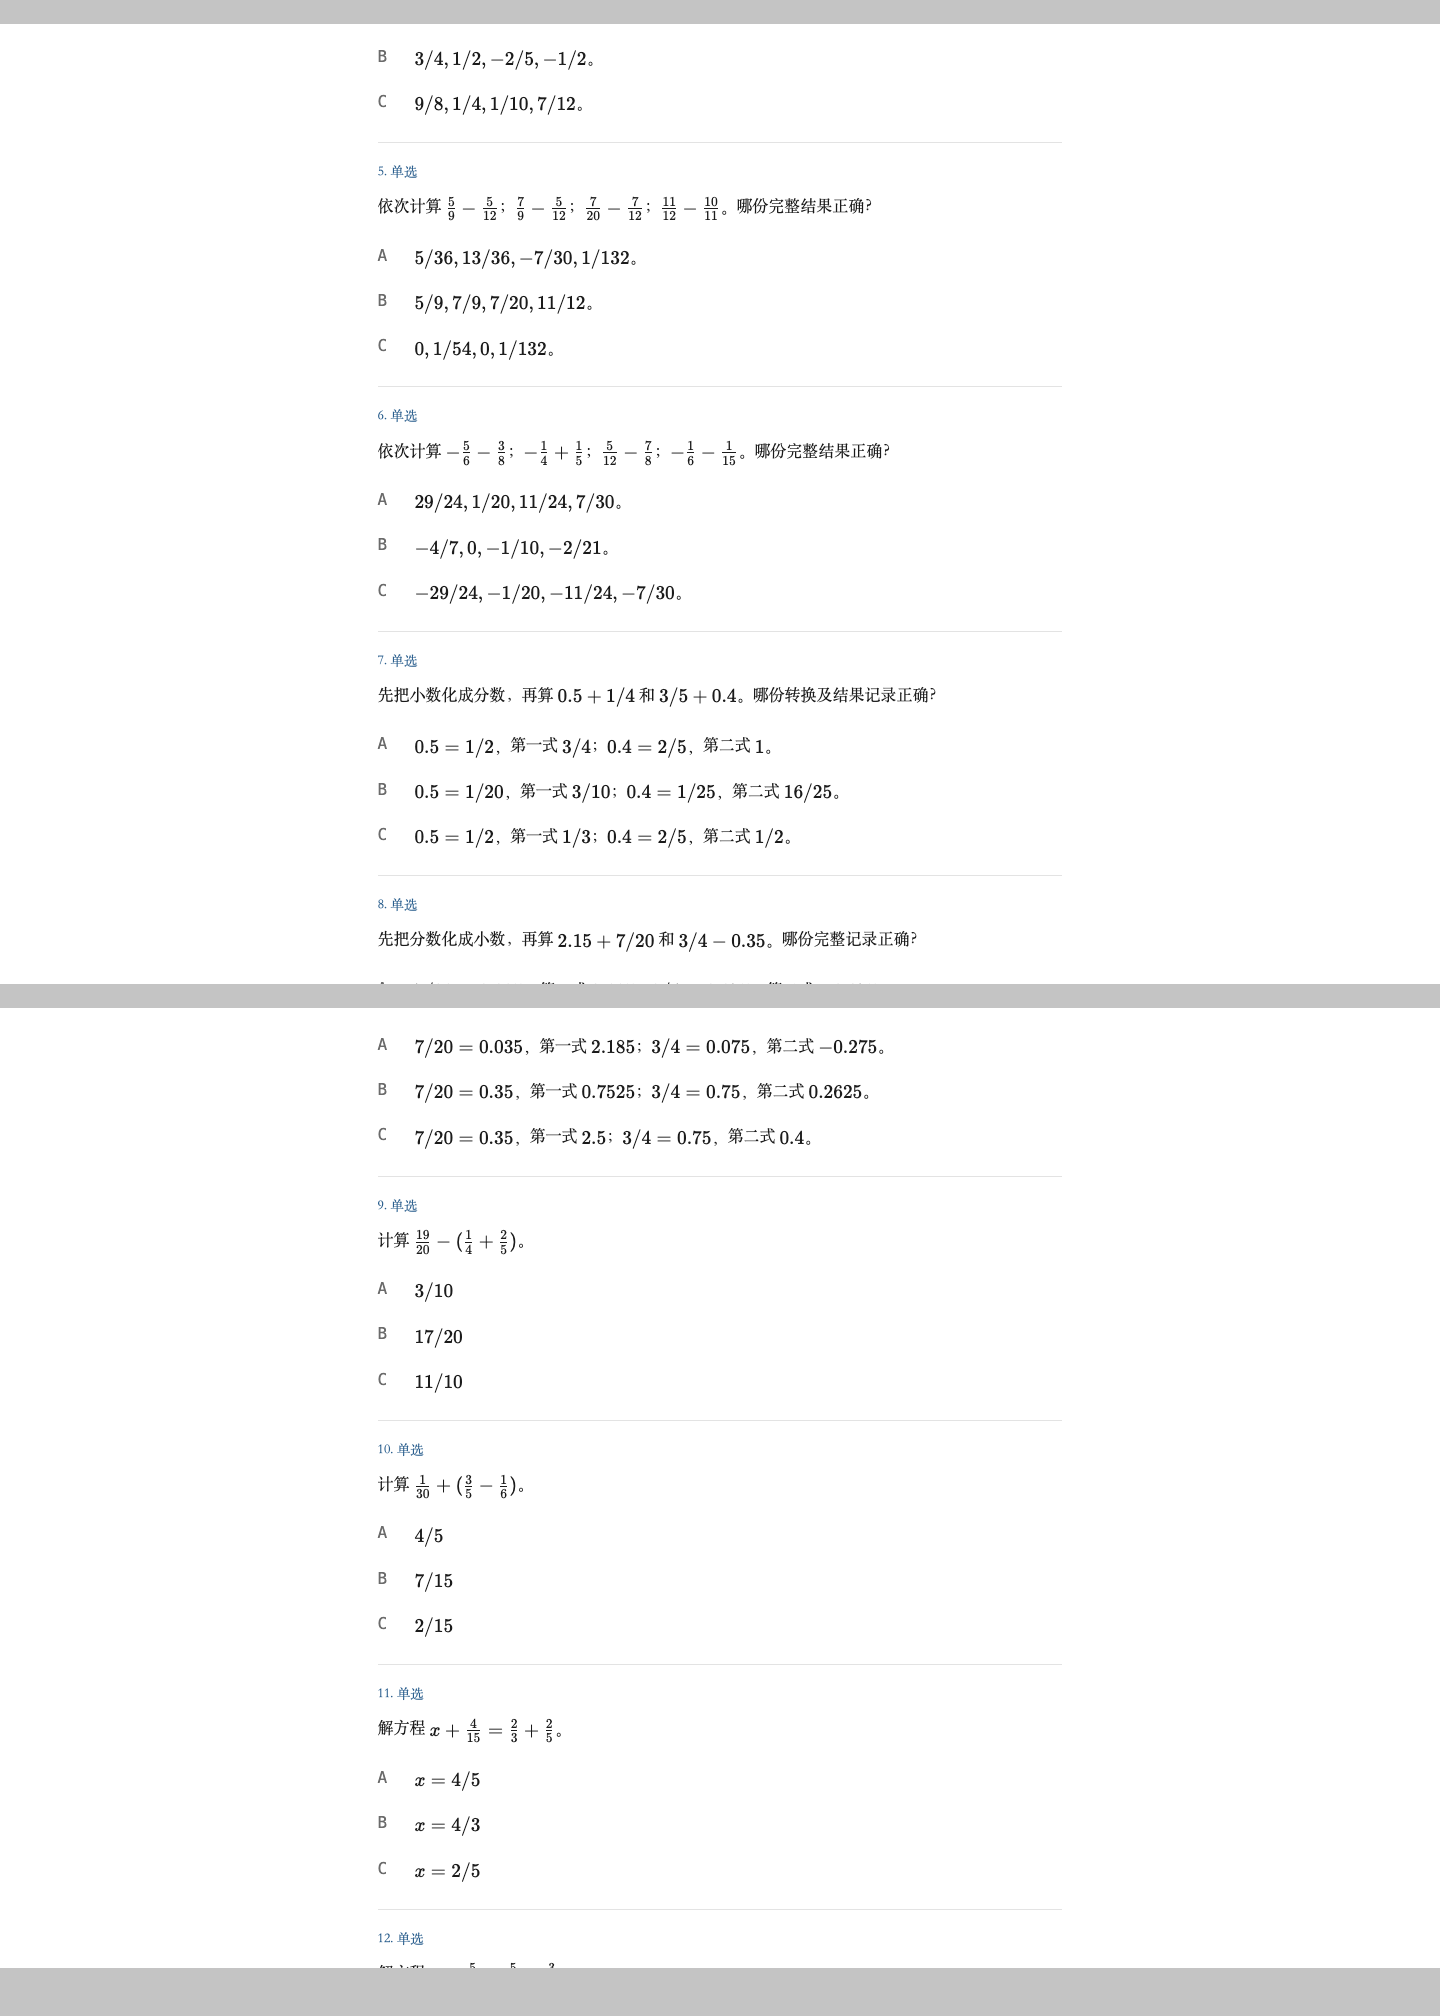 B 3/4, 1/2, −2/5, −1/2。
C 9/8, 1/4, 1/10, 7/12。
5. 单选
依次计算 5/9 − 5/12；7/9 − 5/12；7/20 − 7/12；11/12 − 10/11。哪份完整结果正确？
A 5/36, 13/36, −7/30, 1/132。
B 5/9, 7/9, 7/20, 11/12。
C 0, 1/54, 0, 1/132。
6. 单选
依次计算 −5/6 − 3/8；−1/4 + 1/5；5/12 − 7/8；−1/6 − 1/15。哪份完整结果正确？
A 29/24, 1/20, 11/24, 7/30。
B −4/7, 0, −1/10, −2/21。
C −29/24, −1/20, −11/24, −7/30。
7. 单选
先把小数化成分数，再算 0.5 + 1/4 和 3/5 + 0.4。哪份转换及结果记录正确？
A 0.5 = 1/2，第一式 3/4；0.4 = 2/5，第二式 1。
B 0.5 = 1/20，第一式 3/10；0.4 = 1/25，第二式 16/25。
C 0.5 = 1/2，第一式 1/3；0.4 = 2/5，第二式 1/2。
8. 单选
先把分数化成小数，再算 2.15 + 7/20 和 3/4 − 0.35。哪份完整记录正确？
A 7/20 = 0.035，第一式 2.185；3/4 = 0.075，第二式 −0.275。
B 7/20 = 0.35，第一式 0.7525；3/4 = 0.75，第二式 0.2625。
C 7/20 = 0.35，第一式 2.5；3/4 = 0.75，第二式 0.4。
9. 单选
计算 19/20 − (1/4 + 2/5)。
A 3/10
B 17/20
C 11/10
10. 单选
计算 1/30 + (3/5 − 1/6)。
A 4/5
B 7/15
C 2/15
11. 单选
解方程 x + 4/15 = 2/3 + 2/5。
A x = 4/5
B x = 4/3
C x = 2/5
12. 单选